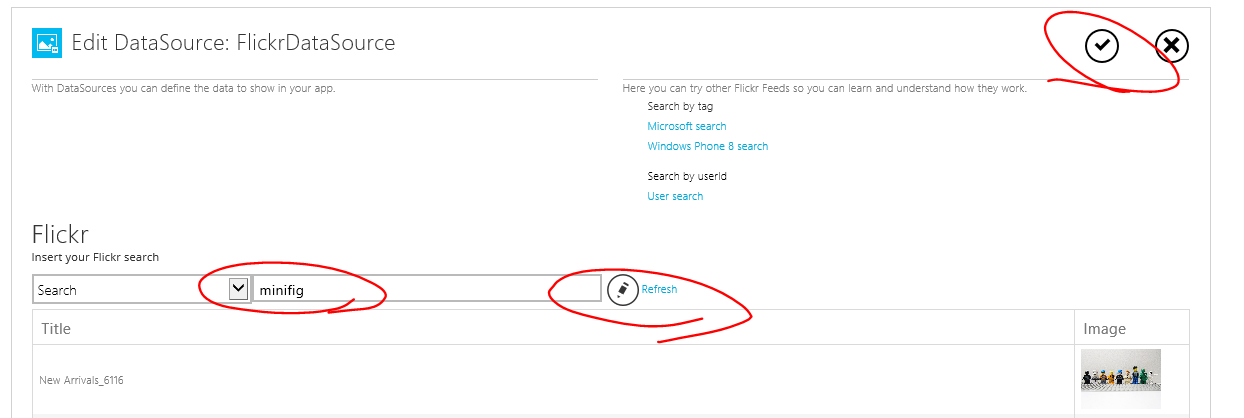 Edit DataSource: FlickrDataSource
With DataSources you can define the data to show in your app.
Here you can try other Flickr Feeds so you can learn and understand how they work.
Search by tag
Microsoft search
Windows Phone 8 search
Search by userId
User search
Flickr
Insert your Flickr search
Search
minifig
Refresh
Title
Image
New Arrivals_6116